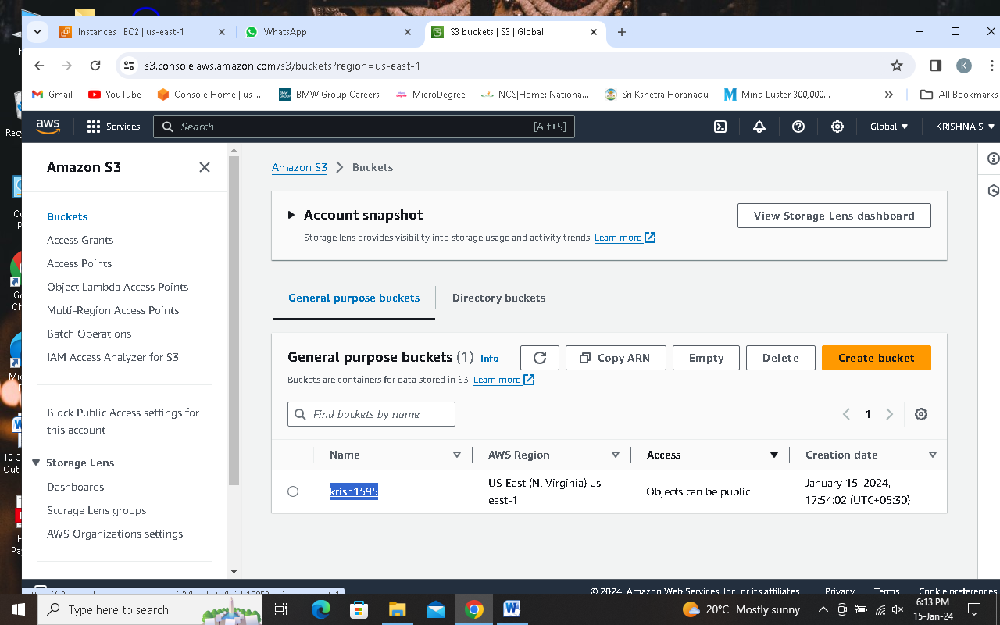 Instances | EC2 | us-east-1
WhatsApp
S3 buckets | S3 | Global
s3.console.aws.amazon.com/s3/buckets?region=us-east-1
K
Gmail
YouTube
Console Home | us-...
BMW Group Careers
MicroDegree
NCS|Home: Nationa...
Sri Kshetra Horanadu
Mind Luster 300,000...
»
All Bookmarks
aws
Services
Search
[Alt+S]
Global
KRISHNA S
Amazon S3
Buckets
Access Grants
Access Points
Object Lambda Access Points
Multi-Region Access Points
Batch Operations
IAM Access Analyzer for S3
Block Public Access settings for
this account
Storage Lens
Dashboards
Storage Lens groups
AWS Organizations settings
Amazon S3 > Buckets
Account snapshot
View Storage Lens dashboard
Storage lens provides visibility into storage usage and activity trends. Learn more
General purpose buckets
Directory buckets
General purpose buckets (1) Info
Copy ARN
Empty
Delete
Create bucket
Buckets are containers for data stored in S3. Learn more
Find buckets by name
1
Name
AWS Region
Access
Creation date
krish1595
US East (N. Virginia) us-
east-1
Objects can be public
January 15, 2024,
17:54:02 (UTC+05:30)
© 2024, Amazon Web Services, Inc. or its affiliates.
Privacy
Terms
Cookie preferences
Type here to search
20°C Mostly sunny
6:13 PM
15-Jan-24